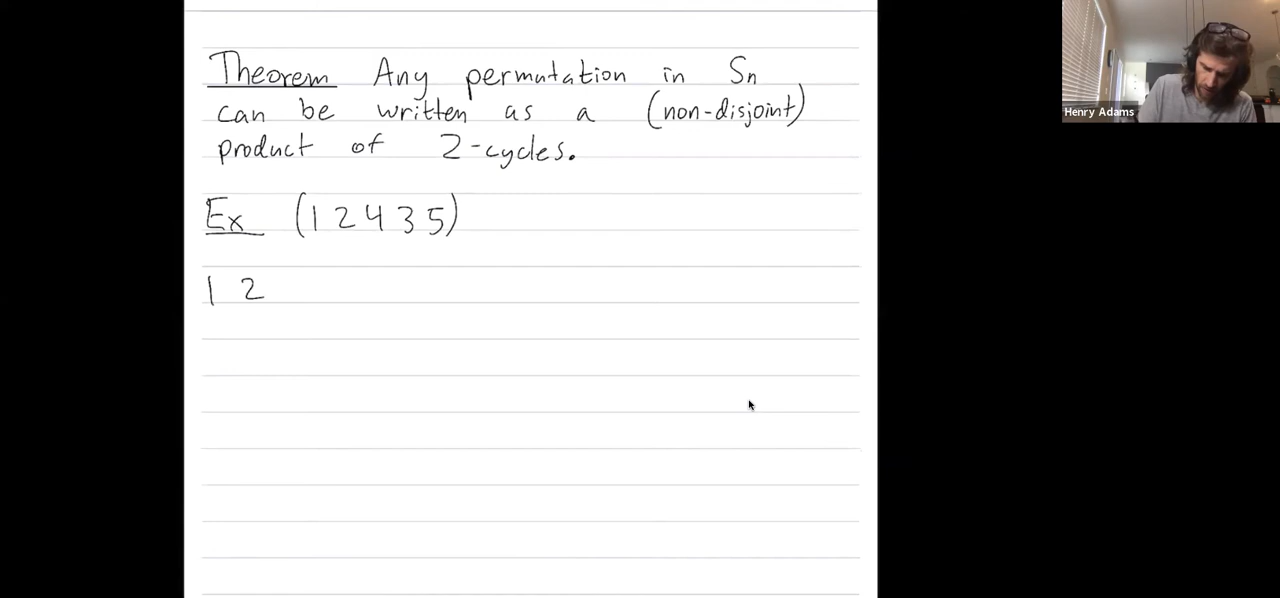 Theorem Any permutation in Sn
can be written as a (non-disjoint)
product of 2-cycles.
Ex (1 2 4 3 5)
1 2
Henry Adams